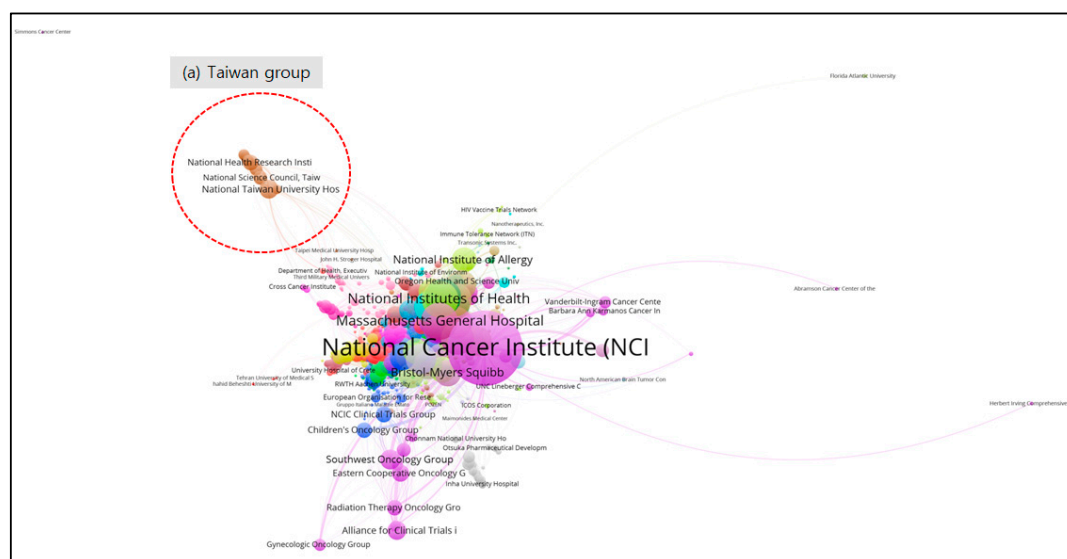 Simmons Cancer Cente
(a) Taiwan group
Florida Atlantic University
National Health Research Insti
National Science Council, Taiw
National Taiwan University Hos
HIV Vaccine Trials Network
Nanotherapeutics, Inc.
Immune Tolerance Network (ITN)
Transonic Systems Inc.
Taipei Medical University Hosp
John H. Stroger Hospital
National Institute of Allergy
Department of Health, Executiv
National Institute of Environm
Third Military Medical Univers
Oregon Health and Science Univ
Cross Cancer Institute
Abramson Cancer Center of the
National Institutes of Health
Vanderbilt-Ingram Cancer Cente
Barbara Ann Karmanos Cancer In
Massachusetts General Hospital
National Cancer Institute (NCI
University Hospital of Crete
Bristol-Myers Squibb
Tehran University of Medical S
North American Brain Tumor Con
RWTH Aachen University
UNC Lineberger Comprehensive C
European Organisation for Rese
ICOS Corporation
Herbert Irving Comprehensive
NCIC Clinical Trials Group
Maimonides Medical Center
Children's Oncology Group
Chonnam National University Ho
Otsuka Pharmaceutical Developm
Southwest Oncology Group
Eastern Cooperative Oncology G
Inha University Hospital
Radiation Therapy Oncology Gro
Alliance for Clinical Trials i
Gynecologic Oncology Group